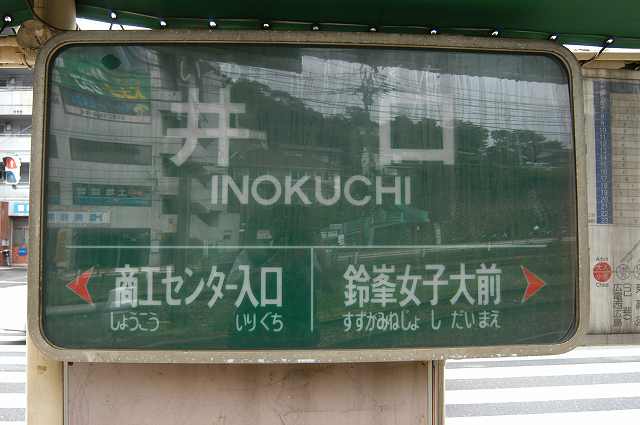 井口
INOKUCHI
商工センター入口
しょうこう いりぐち
鈴峯女子大前
すずがみねじょ し だいまえ